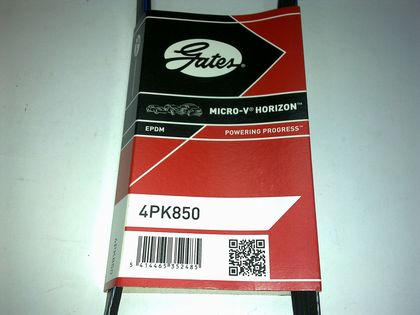 Gates
MICRO-V® HORIZON™
EPDM
POWERING PROGRESS™
4PK850
5 414465 352485